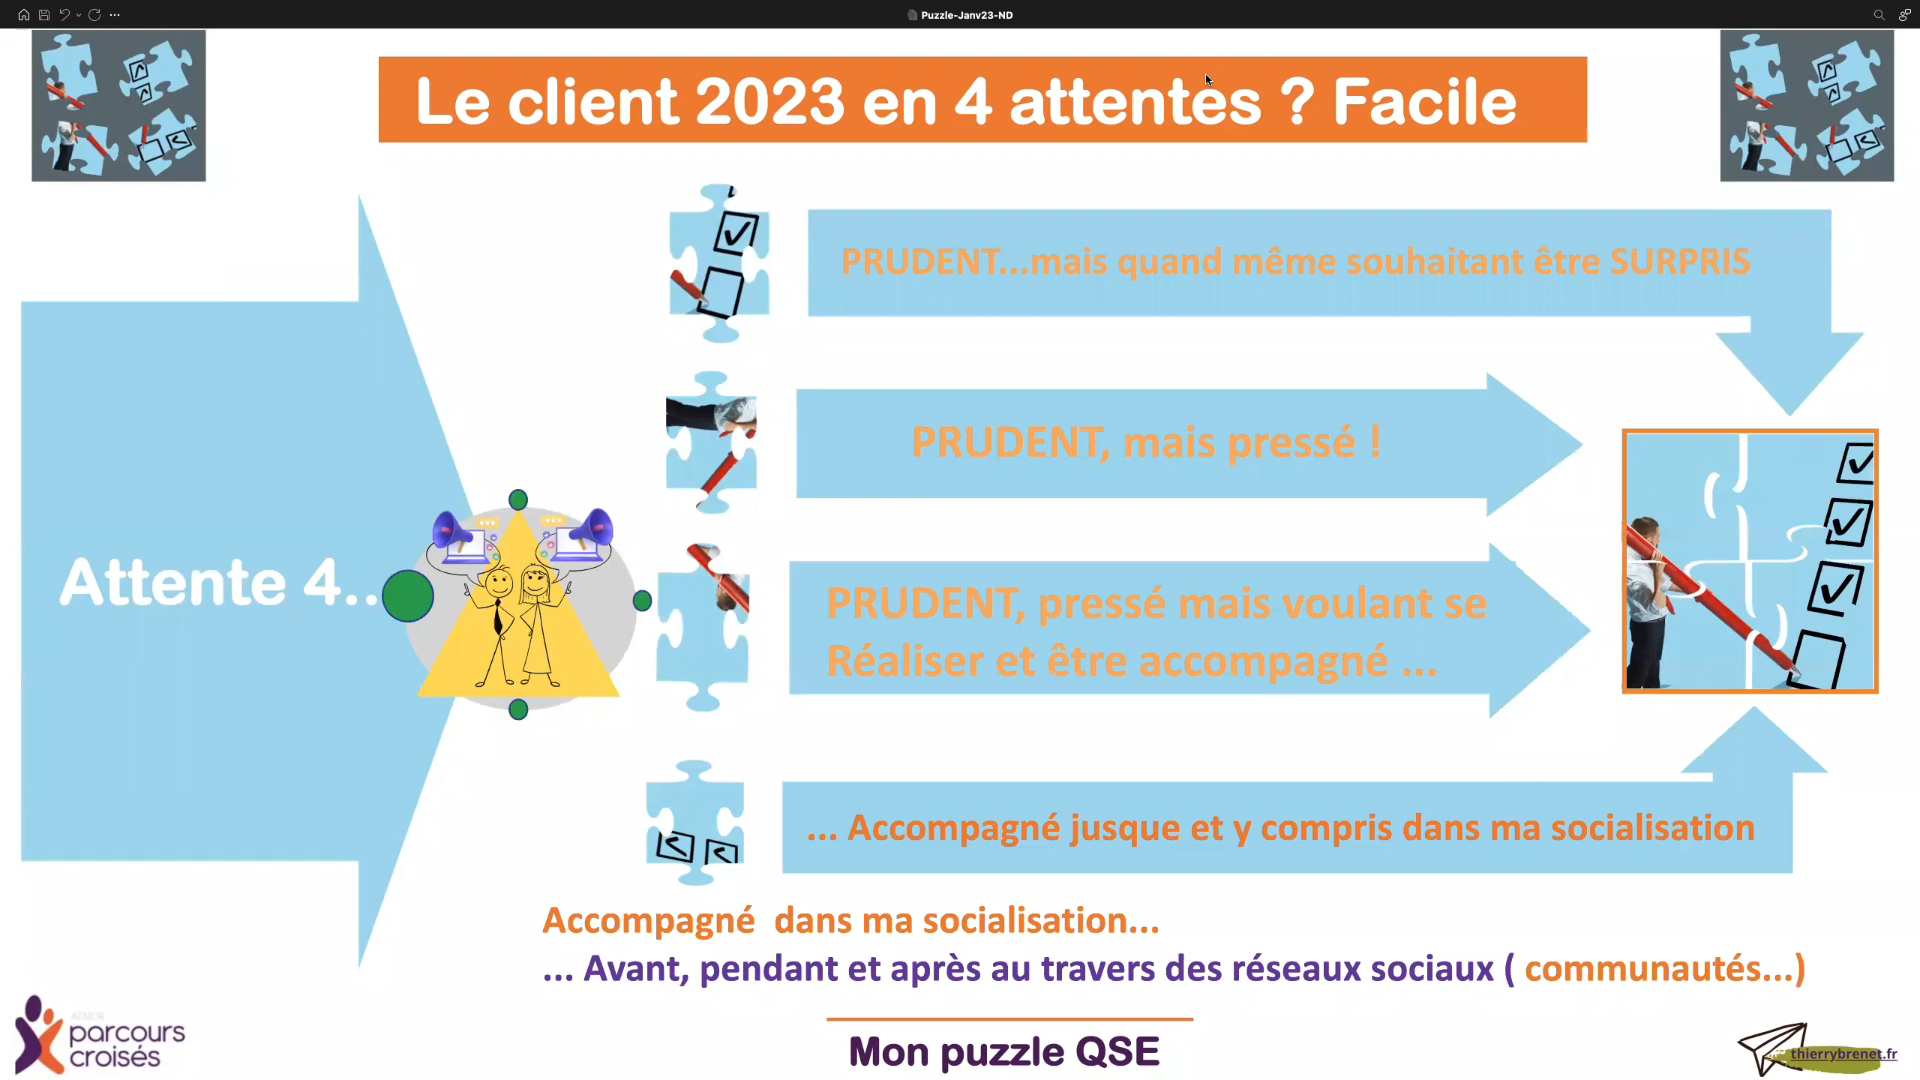 Puzzle-Janv23-ND
Le client 2023 en 4 attentes ? Facile
PRUDENT...mais quand même souhaitant être SURPRIS
PRUDENT, mais pressé !
Attente 4..
PRUDENT, pressé mais voulant se
Réaliser et être accompagné ...
... Accompagné jusque et y compris dans ma socialisation
Accompagné dans ma socialisation...
... Avant, pendant et après au travers des réseaux sociaux ( communautés...)
parcours
croisés
Mon puzzle QSE
thierrybrenet.fr